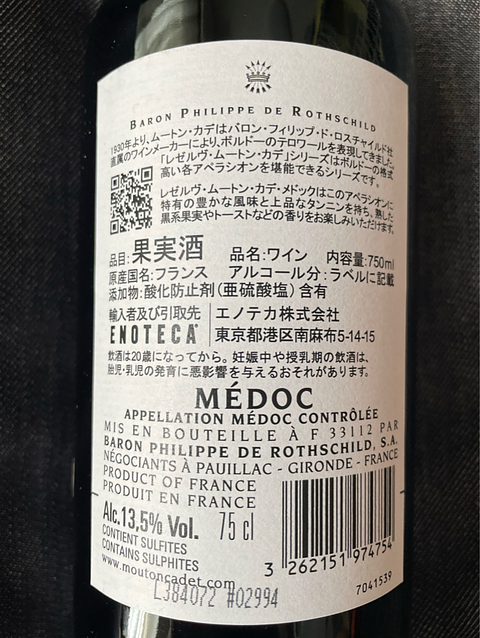 BARON PHILIPPE DE ROTHSCHILD
1930年より、ムートン・カデはバロン・フィリップ・ド・ロスチャイルド社
直属のワインメーカーにより、ボルドーのテロワールを表現してきました。
「レゼルヴ・ムートン・カデ」シリーズはボルドーの格式
高い各アペラシオンを堪能できるシリーズです。
レゼルヴ・ムートン・カデ・メドックはこのアペラシオンに
特有の豊かな風味と上品なタンニンを持ち、熟した
黒系果実やトーストなどの香りをお楽しみいただけます。
品目:果実酒 品名:ワイン 内容量:750ml
原産国名:フランス アルコール分:ラベルに記載
添加物:酸化防止剤(亜硫酸塩)含有
輸入者及び引取先 エノテカ株式会社
ENOTECA 東京都港区南麻布5-14-15
飲酒は20歳になってから。妊娠中や授乳期の飲酒は、
胎児・乳児の発育に悪影響を与えるおそれがあります。
MÉDOC
APPELLATION MÉDOC CONTRÔLÉE
MIS EN BOUTEILLE À F 33112 PAR
BARON PHILIPPE DE ROTHSCHILD, S.A.
NÉGOCIANTS À PAUILLAC - GIRONDE - FRANCE
PRODUCT OF FRANCE
PRODUIT EN FRANCE
Alc.13,5% Vol. 75 cl
CONTIENT SULFITES
CONTAINS SULPHITES
www.moutoncadet.com
3 262151 974754
7041539
L384072 #02994